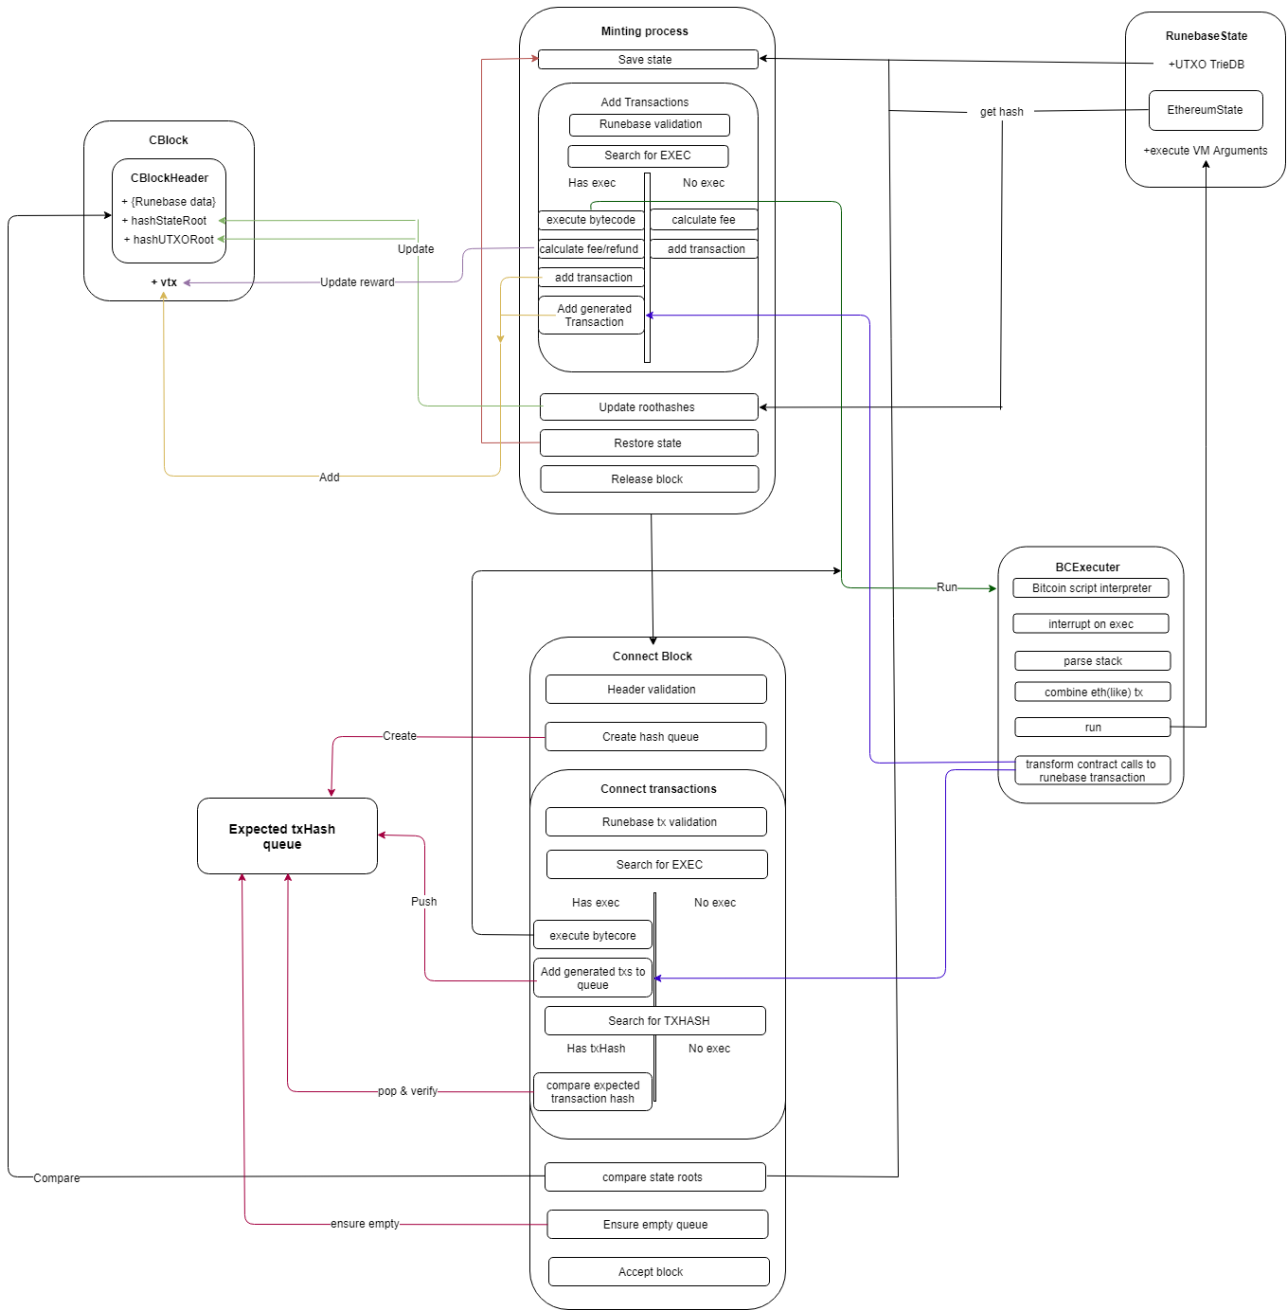 Minting process
Save state
Add Transactions
Runebase validation
Search for EXEC
Has exec
No exec
execute bytecode
calculate fee
calculate fee/refund
add transaction
add transaction
Add generated
Transaction
Update roothashes
Restore state
Release block
RunebaseState
+UTXO TrieDB
EthereumState
+execute VM Arguments
get hash
CBlock
CBlockHeader
+ {Runebase data}
+ hashStateRoot
+ hashUTXORoot
+ vtx
Update
Update reward
Add
Run
BCExecuter
Bitcoin script interpreter
interrupt on exec
parse stack
combine eth(like) tx
run
transform contract calls to
runebase transaction
Connect Block
Header validation
Create hash queue
Create
Connect transactions
Runebase tx validation
Search for EXEC
Has exec
No exec
execute bytecore
Add generated txs to
queue
Search for TXHASH
Has txHash
No exec
compare expected
transaction hash
Expected txHash
queue
Push
pop & verify
Compare
compare state roots
ensure empty
Ensure empty queue
Accept block